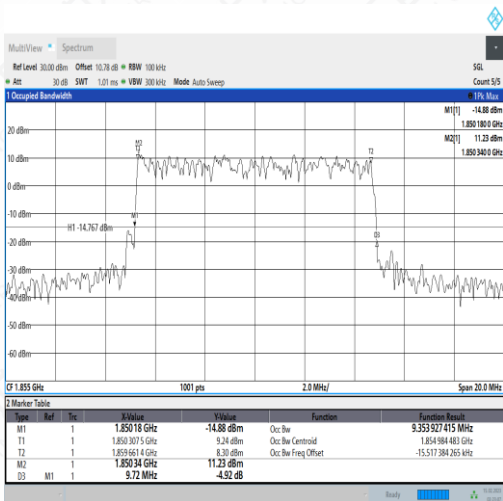 MultiView Spectrum
Ref Level 30.00 dBm Offset 10.78 dB RBW 100 kHz SGL
Att 30 dB SWT 1.01 ms VBW 300 kHz Mode Auto Sweep Count 5/5
1 Occupied Bandwidth 1Pk Max
M1[1] -14.88 dBm
1.850 180 0 GHz
M2[1] 11.23 dBm
1.850 340 0 GHz
20 dBm
M2
T2
10 dBm
0 dBm
-10 dBm
M1
H1 -14.767 dBm
D3
-20 dBm
-30 dBm
-40 dBm
-50 dBm
-60 dBm
CF 1.855 GHz 1001 pts 2.0 MHz/ Span 20.0 MHz
2 Marker Table
Type Ref Trc X-Value Y-Value Function Function Result
M1 1 1.850 18 GHz -14.88 dBm Occ Bw 9.353 927 415 MHz
T1 1 1.850 307 5 GHz 9.24 dBm Occ Bw Centroid 1.854 984 483 GHz
T2 1 1.859 661 4 GHz 8.30 dBm Occ Bw Freq Offset -15.517 384 265 kHz
M2 1 1.850 34 GHz 11.23 dBm
D3 M1 1 9.72 MHz -4.92 dB
Ready